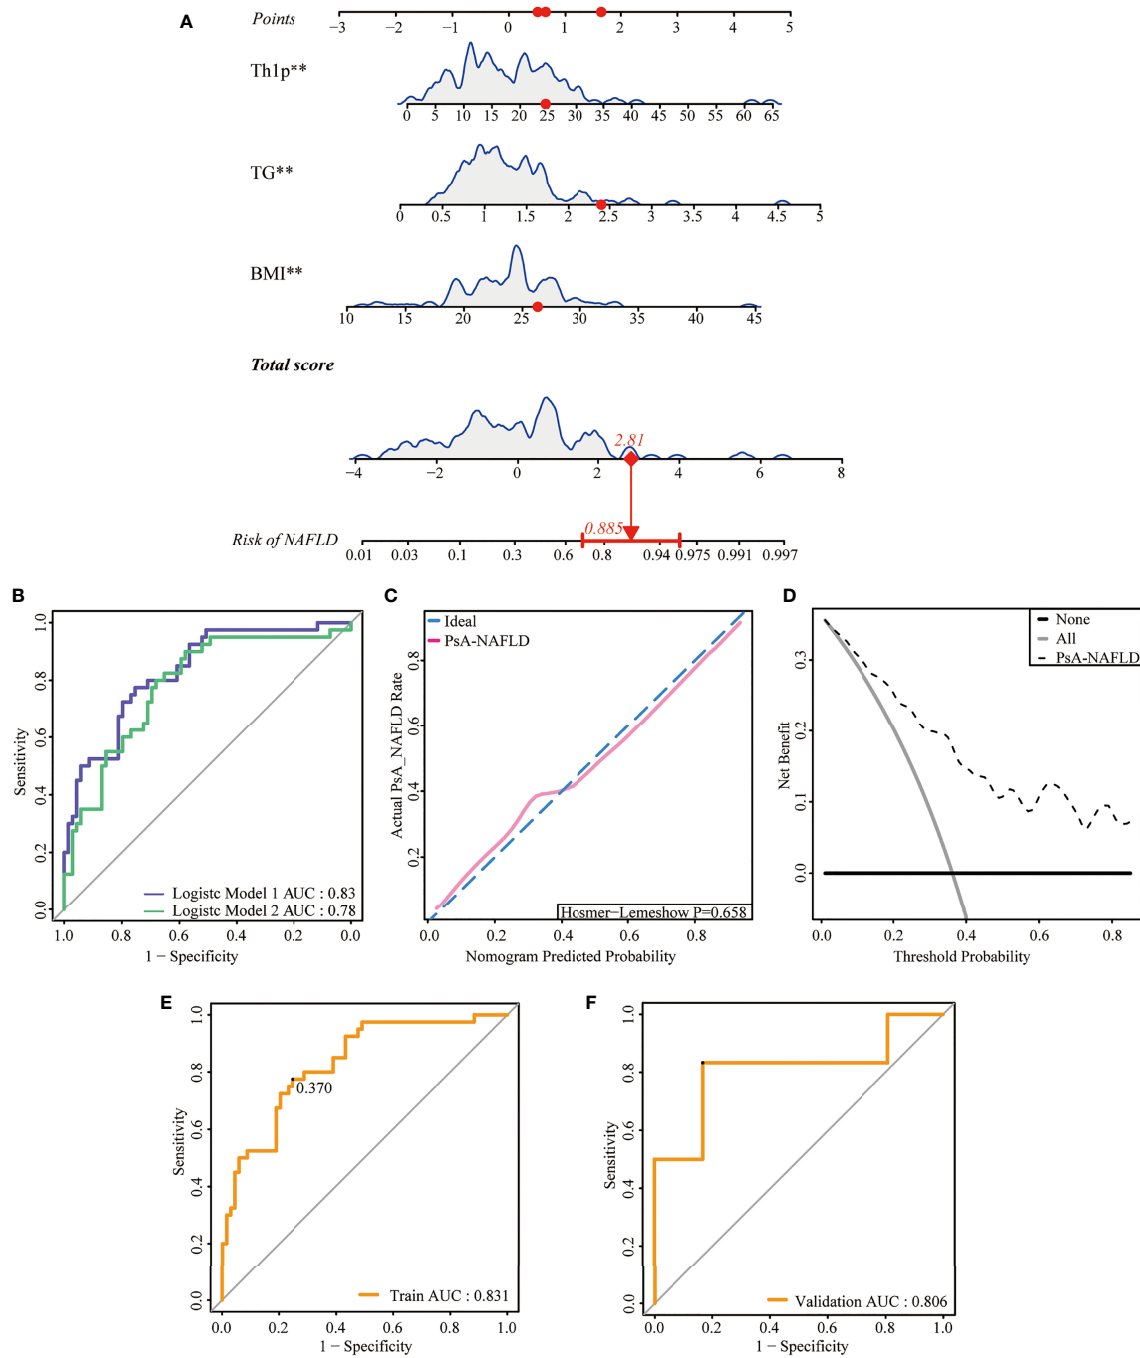 A
Points
−3 −2 −1 0 1 2 3 4 5
Th1p**
0 5 10 15 20 25 30 35 40 45 50 55 60 65
TG**
0 0.5 1 1.5 2 2.5 3 3.5 4 4.5 5
BMI**
10 15 20 25 30 35 40 45
Total score
2.81
−4 −2 0 2 4 6 8
0.885
Risk of NAFLD
0.01 0.03 0.1 0.3 0.6 0.8 0.94 0.975 0.991 0.997
B
Sensitivity
0.0 0.2 0.4 0.6 0.8 1.0
Logistc Model 1 AUC : 0.83
Logistc Model 2 AUC : 0.78
1.0 0.8 0.6 0.4 0.2 0.0
1 − Specificity
C
Actual PsA_NAFLD Rate
0.2 0.4 0.6 0.8
Ideal
PsA-NAFLD
Hosmer−Lemeshow P=0.658
0.0 0.2 0.4 0.6 0.8
Nomogram Predicted Probability
D
Net Benefit
0.0 0.1 0.2 0.3
None
All
PsA-NAFLD
0.0 0.2 0.4 0.6 0.8
Threshold Probability
E
Sensitivity
0.0 0.2 0.4 0.6 0.8 1.0
0.370
Train AUC : 0.831
0.0 0.2 0.4 0.6 0.8 1.0
1 − Specificity
F
Sensitivity
0.0 0.2 0.4 0.6 0.8 1.0
Validation AUC : 0.806
0.0 0.2 0.4 0.6 0.8 1.0
1 − Specificity